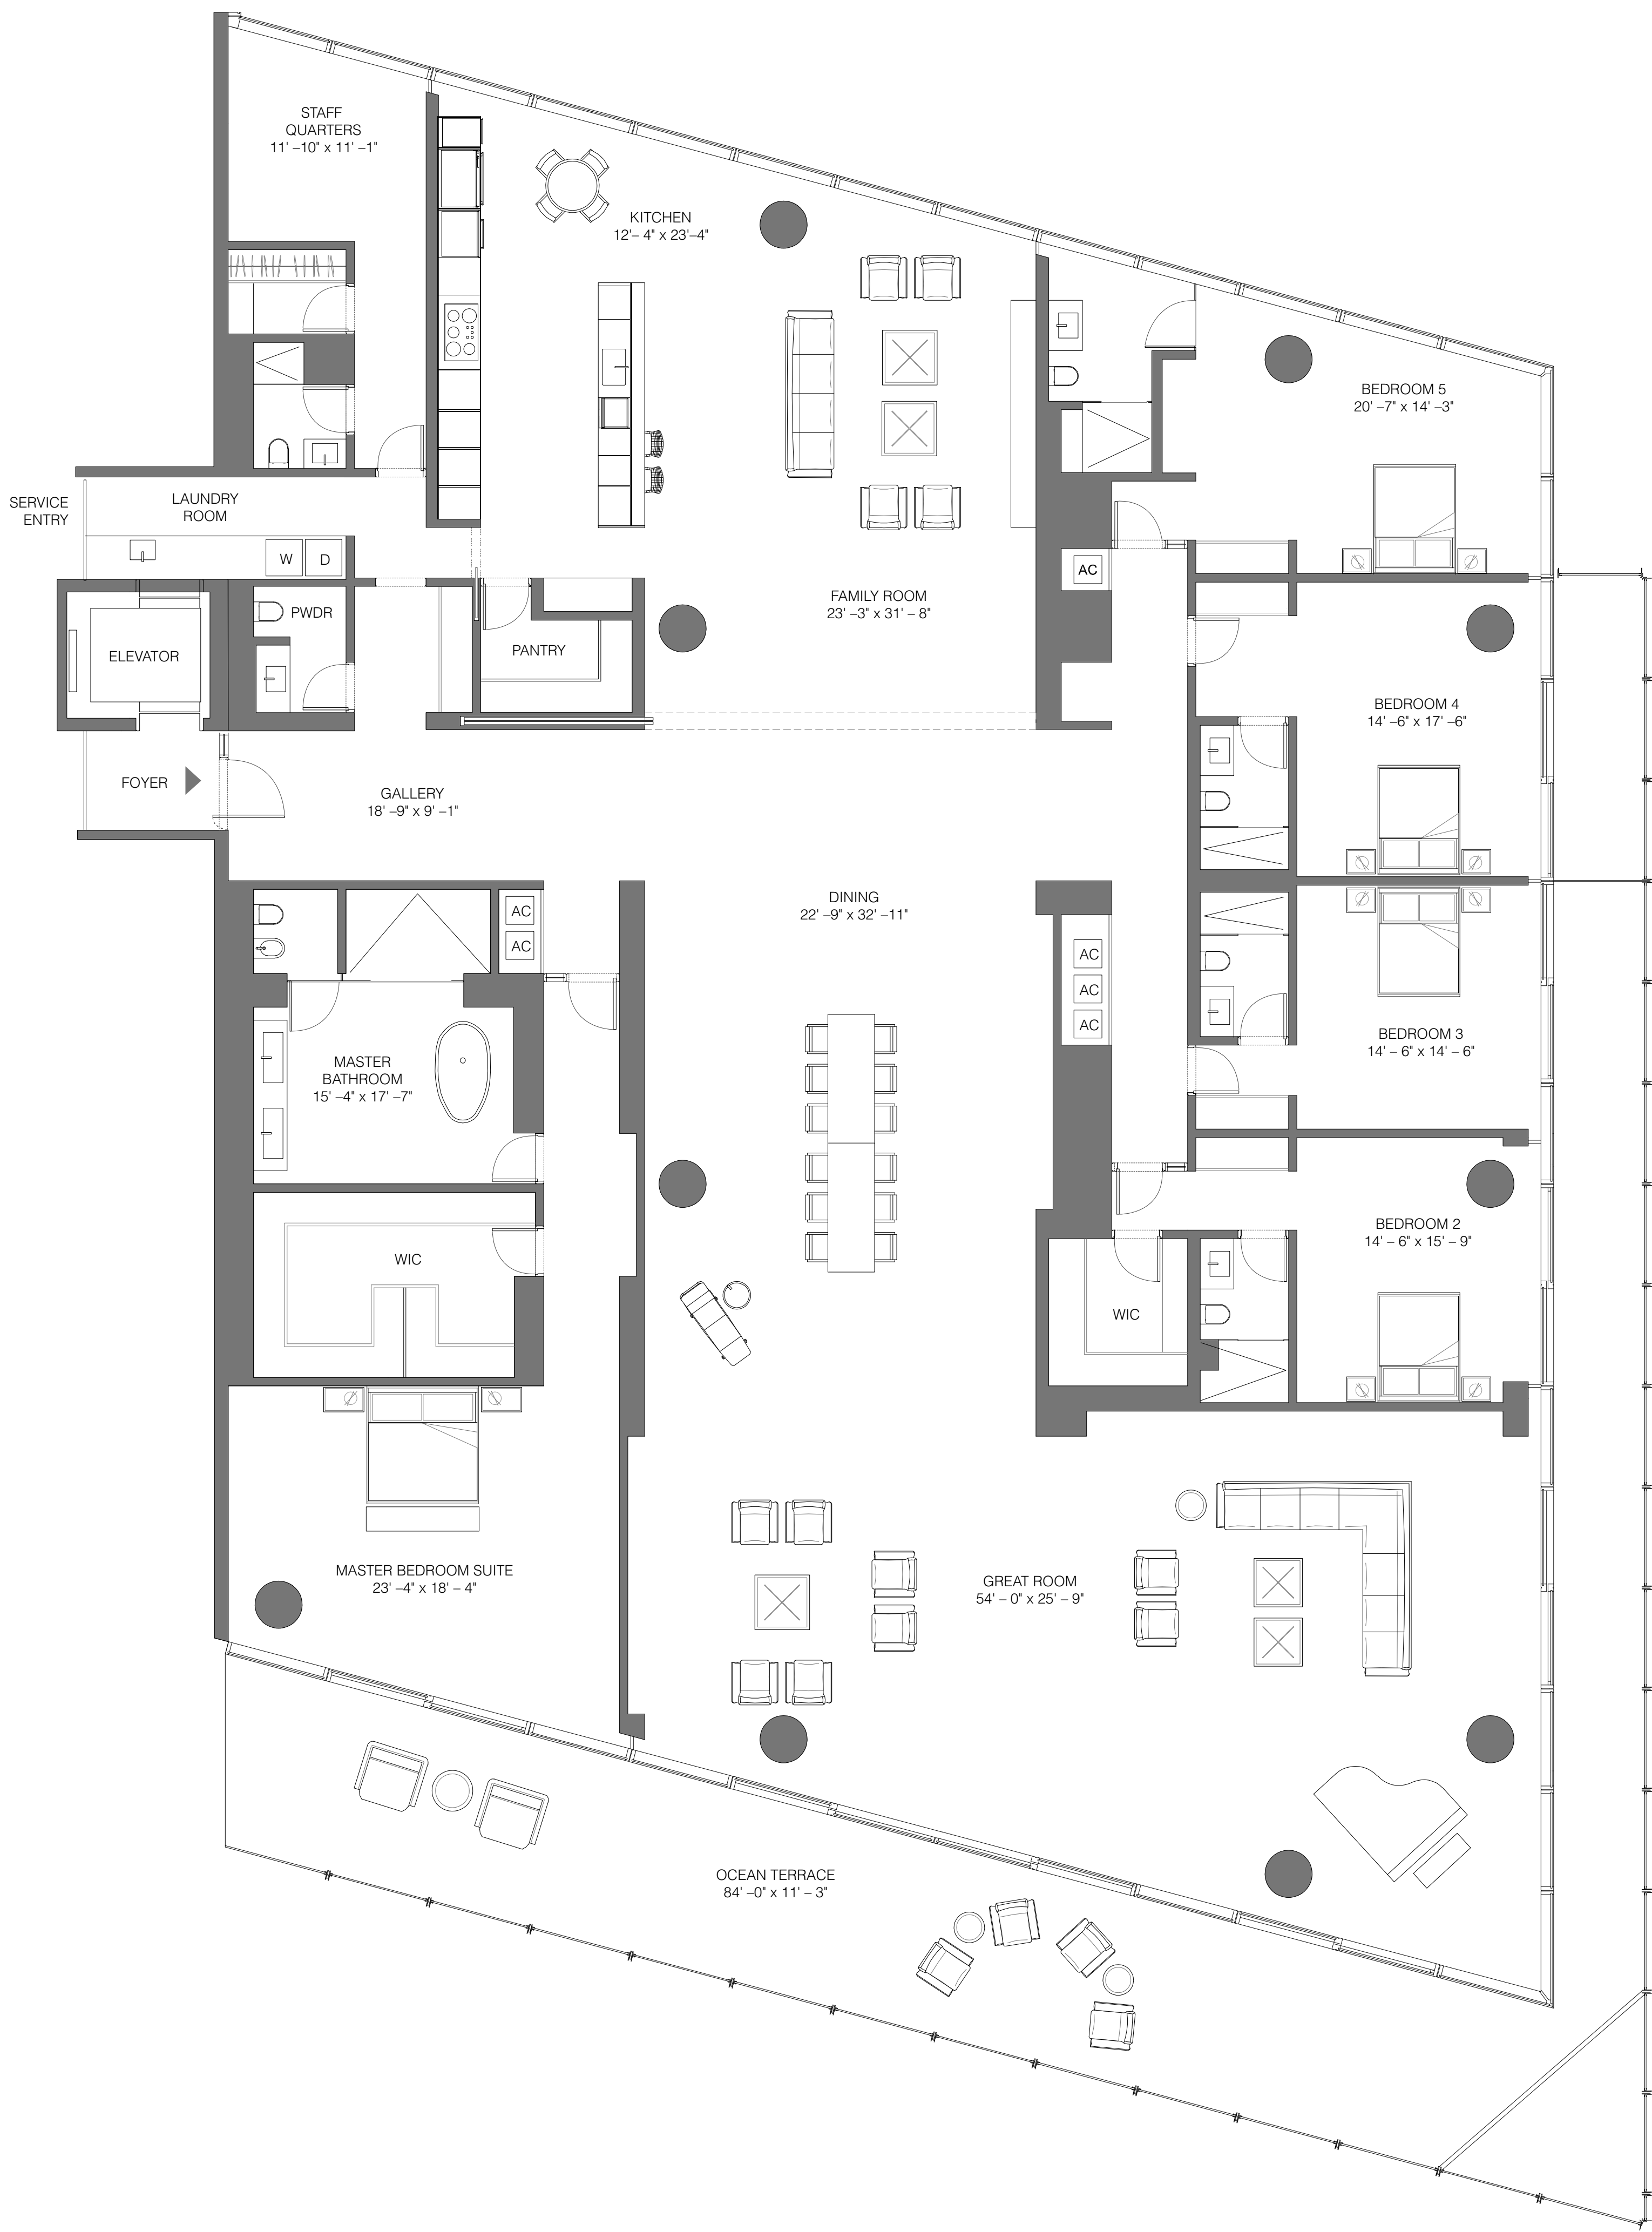 STAFF
QUARTERS
11' –10" x 11' –1"
KITCHEN
12'– 4" x 23'–4"
BEDROOM 5
20' –7" x 14' –3"
SERVICE
ENTRY
LAUNDRY
ROOM
W
D
AC
PWDR
ELEVATOR
PANTRY
FAMILY ROOM
23' –3" x 31' – 8"
BEDROOM 4
14' –6" x 17' –6"
FOYER
GALLERY
18' –9" x 9' –1"
DINING
22' –9" x 32' –11"
AC
AC
AC
AC
AC
MASTER
BATHROOM
15' –4" x 17' –7"
BEDROOM 3
14' – 6" x 14' – 6"
WIC
BEDROOM 2
14' – 6" x 15' – 9"
WIC
MASTER BEDROOM SUITE
23' –4" x 18' – 4"
GREAT ROOM
54' – 0" x 25' – 9"
OCEAN TERRACE
84' –0" x 11' – 3"